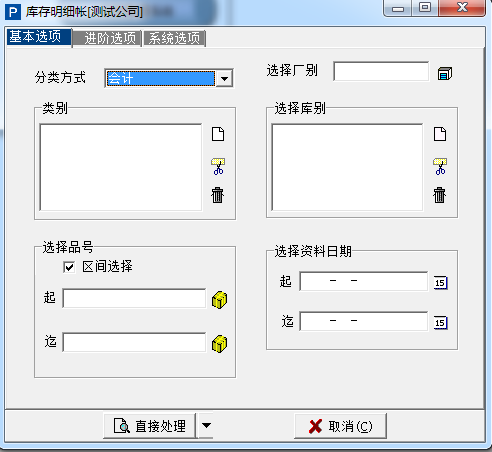 P 库存明细帐[测试公司]
基本选项 进阶选项 系统选项
分类方式 会计
选择厂别
类别
选择库别
选择品号
区间选择
起
迄
选择资料日期
起 - -
迄 - -
15
15
直接处理
取消(C)